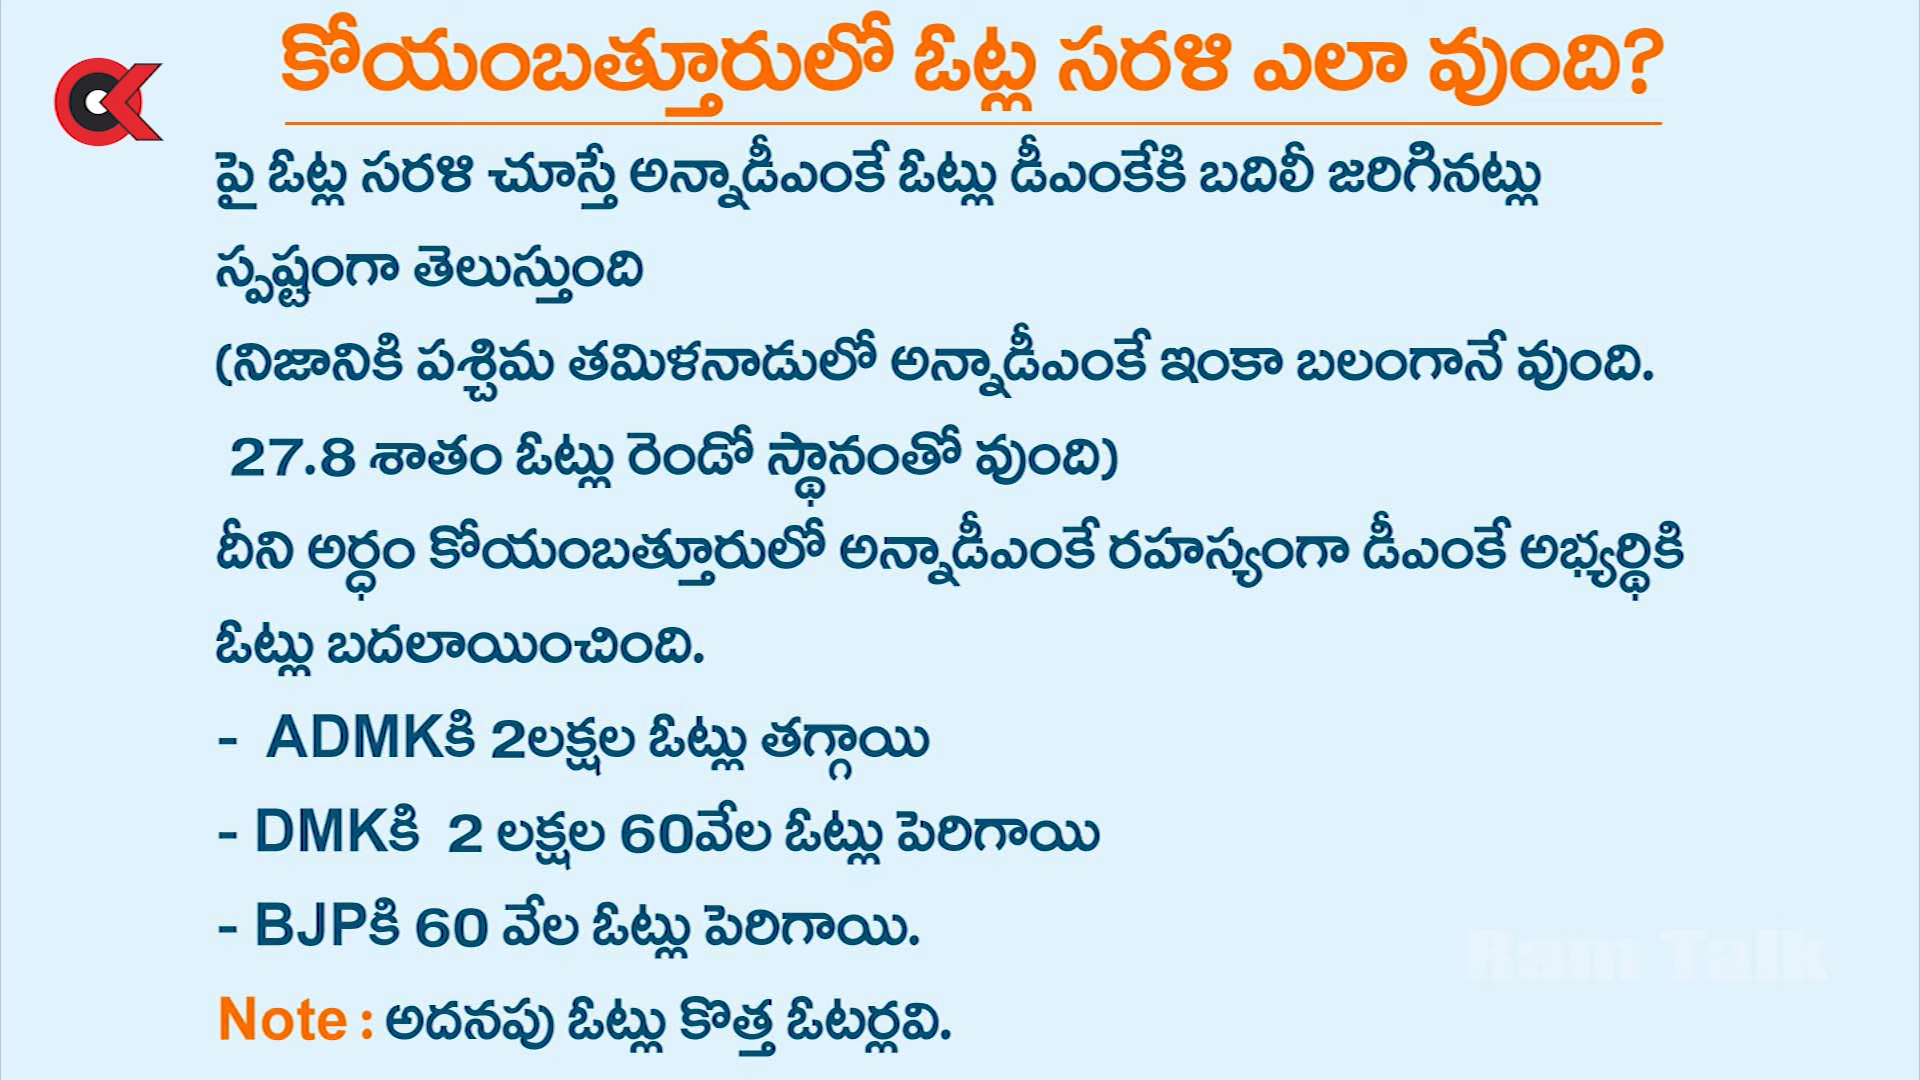 కోయంబత్తూరులో ఓట్ల సరళి ఎలా వుంది?
పై ఓట్ల సరళి చూస్తే అన్నాడీఎంకే ఓట్లు డీఎంకేకి బదిలీ జరిగినట్లు
స్పష్టంగా తెలుస్తుంది
(నిజానికి పశ్చిమ తమిళనాడులో అన్నాడీఎంకే ఇంకా బలంగానే వుంది.
27.8 శాతం ఓట్లు రెండో స్థానంతో వుంది)
దీని అర్ధం కోయంబత్తూరులో అన్నాడీఎంకే రహస్యంగా డీఎంకే అభ్యర్థికి
ఓట్లు బదలాయించింది.
- ADMKకి 2లక్షల ఓట్లు తగ్గాయి
- DMKకి 2 లక్షల 60వేల ఓట్లు పెరిగాయి
- BJPకి 60 వేల ఓట్లు పెరిగాయి.
Ram Talk
Note : అదనపు ఓట్లు కొత్త ఓటర్లవి.